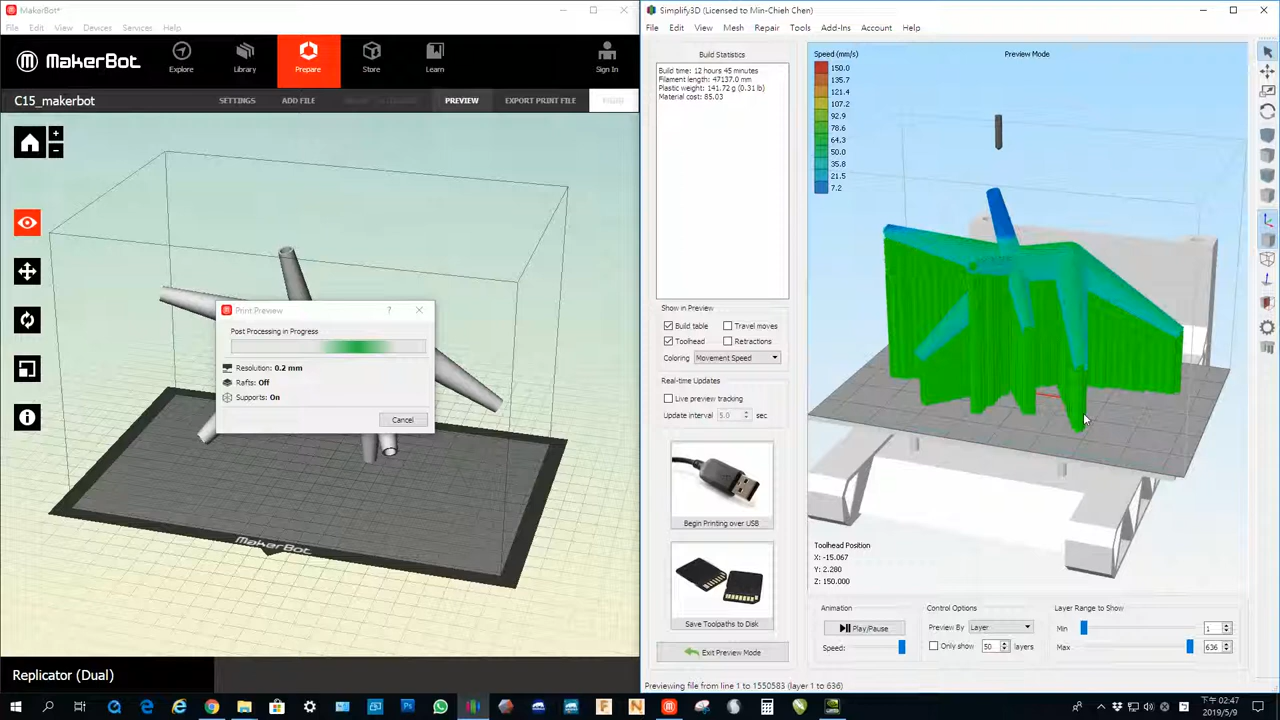 MakerBot*
File Edit View Devices Services Help
MakerBot
Explore Library Prepare Store Learn Sign In
C15_makerbot SETTINGS ADD FILE PREVIEW EXPORT PRINT FILE
+
-
Print Preview ?
Post Processing in Progress
Resolution: 0.2 mm
Rafts: Off
Supports: On
Cancel
MakerBot
Replicator (Dual)
Simplify3D (Licensed to Min-Chieh Chen)
File Edit View Mesh Repair Tools Add-Ins Account Help
Build Statistics
Build time: 12 hours 45 minutes
Filament length: 47137.0 mm
Plastic weight: 141.72 g (0.31 lb)
Material cost: 85.03
Show in Preview
Build table Travel moves
Toolhead Retractions
Coloring Movement Speed
Real-time Updates
Live preview tracking
Update interval 5.0 sec
Begin Printing over USB
Save Toolpaths to Disk
Exit Preview Mode
Speed (mm/s)
150.0
135.7
121.4
107.2
92.9
78.6
64.3
50.0
35.8
21.5
7.2
Preview Mode
Toolhead Position
X: -15.067
Y: 2.280
Z: 150.000
Animation
Play/Pause
Speed:
Control Options
Preview By Layer
Only show 50 layers
Layer Range to Show
Min 1
Max 636
Previewing file from line 1 to 1550583 (layer 1 to 636)
下午 02:47
2019/5/9